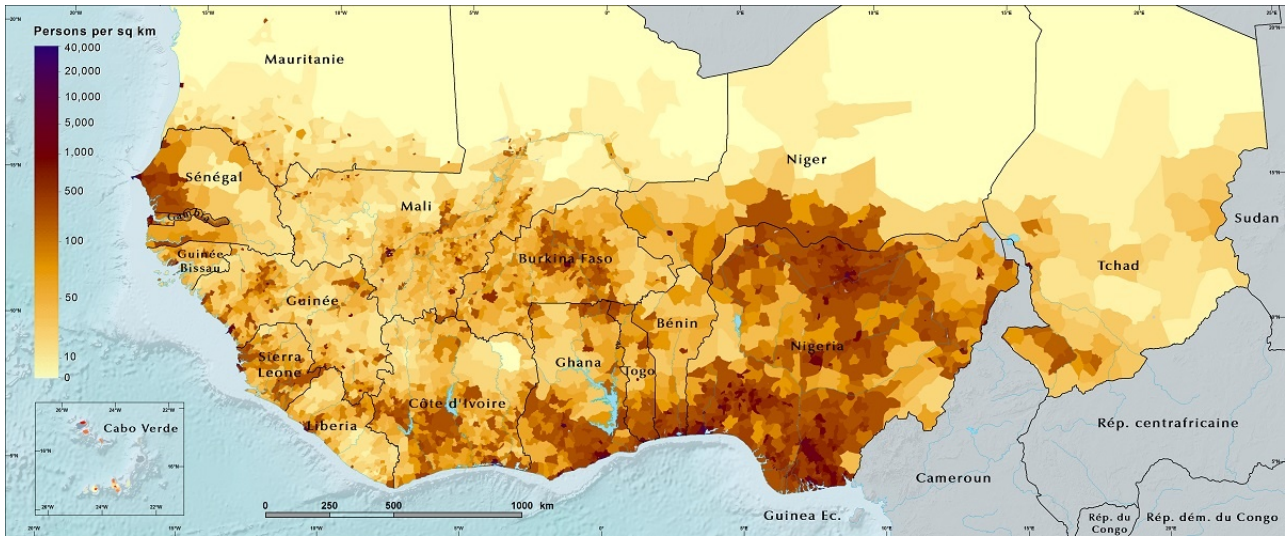 Persons per sq km
40,000
20,000
10,000
5,000
1,000
500
100
50
10
0
Mauritanie
Sénégal
Mali
Niger
Tchad
Sudan
Guinée
Bissau
Guinée
Burkina Faso
Bénin
Nigeria
Sierra
Leone
Ghana
Togo
Côte d'Ivoire
Liberia
Cabo Verde
Rép. centrafricaine
Cameroun
Guinea Ec.
Rép. du
Congo
Rép. dém. du Congo
0 250 500 1000 km